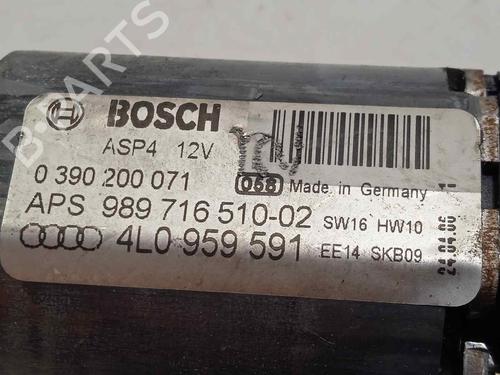 BOSCH
ASP4 12V
0 390 200 071 068 Made in Germany
APS 989 716 510-02 SW16 HW10
4L0 959 591 EE14 SKB09
B-PARTS